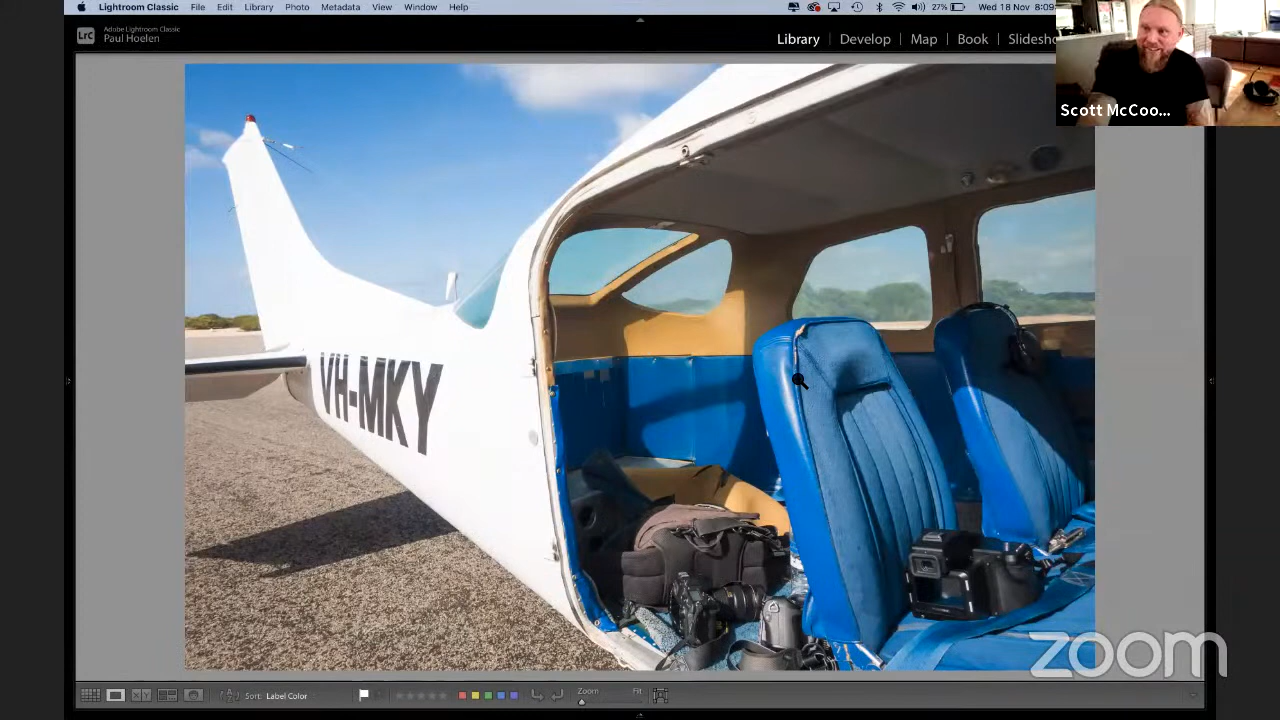 Lightroom Classic File Edit Library Photo Metadata View Window Help 27% Wed 18 Nov 8:09
LrC Adobe Lightroom Classic
Paul Hoelen
Library | Develop | Map | Book | Slidesho
Scott McCoo...
VH-MKY
zoom
Sort: Label Color Zoom Fit